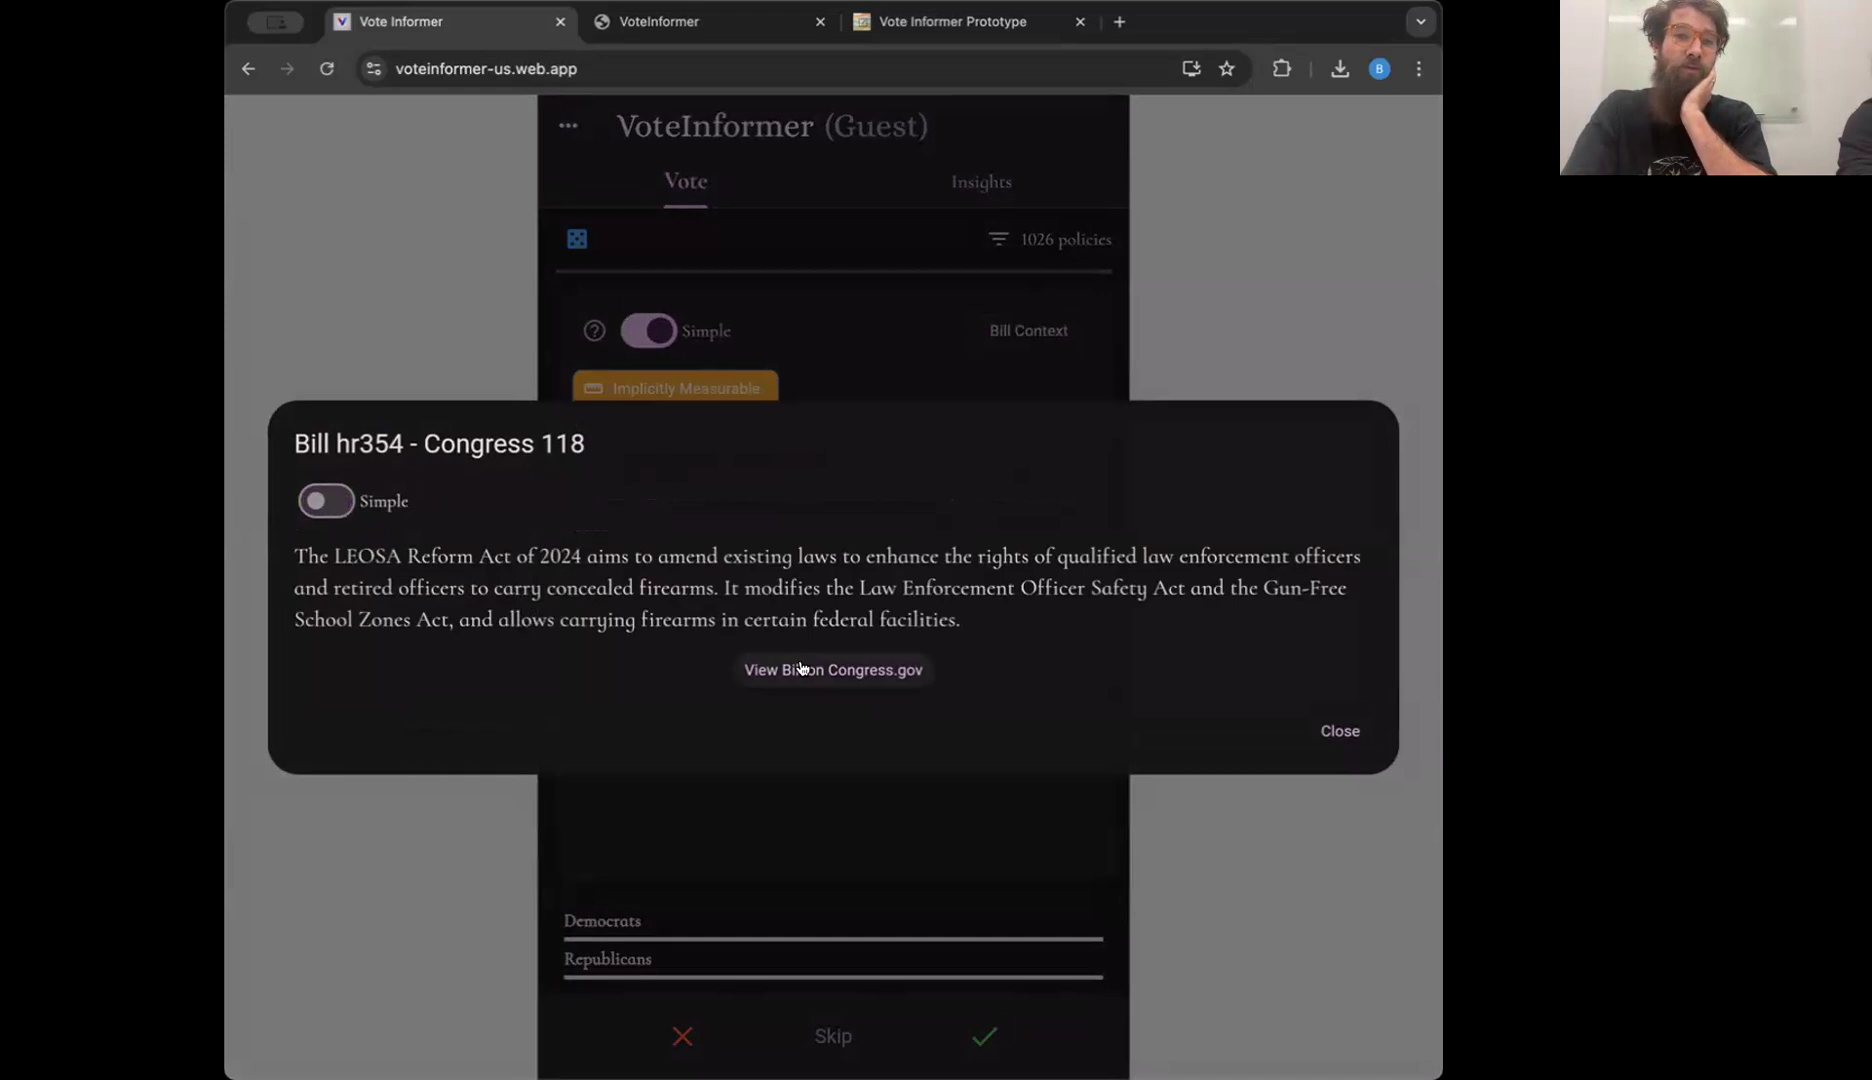 Vote Informer
VoteInformer
Vote Informer Prototype
voteinformer-us.web.app
B
VoteInformer (Guest)
Vote
Insights
1026 policies
Simple
Bill Context
Implicitly Measurable
Bill hr354 - Congress 118
Simple
The LEOSA Reform Act of 2024 aims to amend existing laws to enhance the rights of qualified law enforcement officers
and retired officers to carry concealed firearms. It modifies the Law Enforcement Officer Safety Act and the Gun-Free
School Zones Act, and allows carrying firearms in certain federal facilities.
View Bill on Congress.gov
Close
Democrats
Republicans
Skip